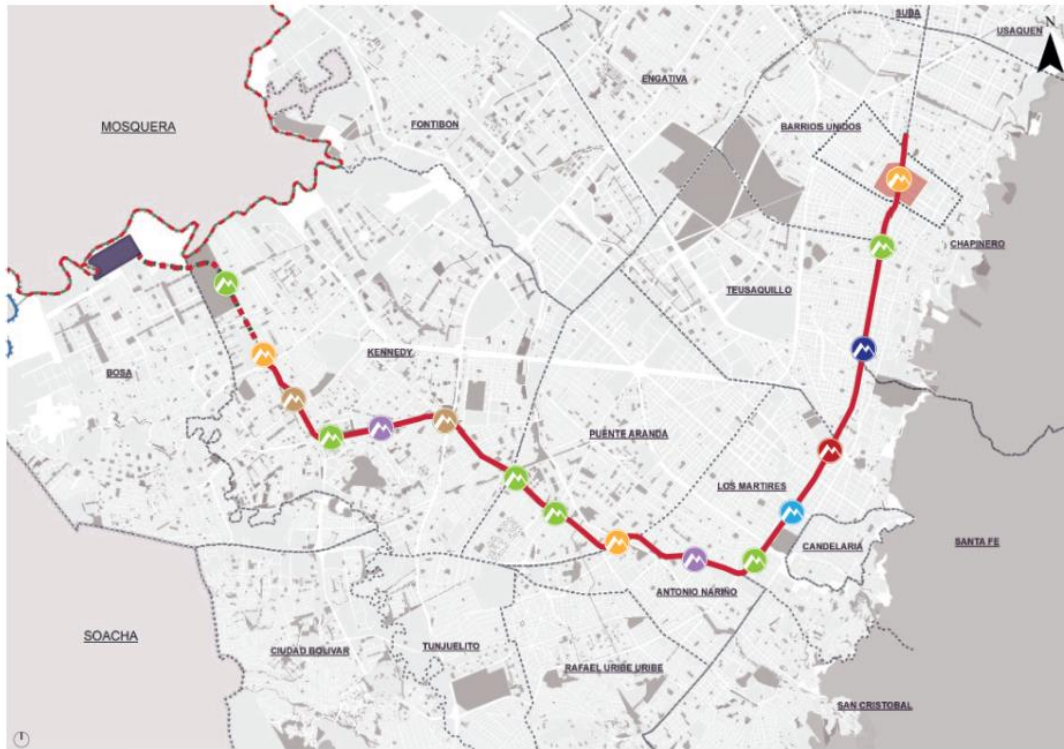 SUBA
USAQUEN
N
ENGATIVA
MOSQUERA
FONTIBON
BARRIOS UNIDOS
CHAPINERO
TEUSAQUILLO
KENNEDY
BOSA
PUENTE ARANDA
LOS MARTIRES
CANDELARIA
SANTA FE
ANTONIO NARIÑO
SOACHA
CIUDAD BOLIVAR
TUNJUELITO
RAFAEL URIBE URIBE
SAN CRISTOBAL